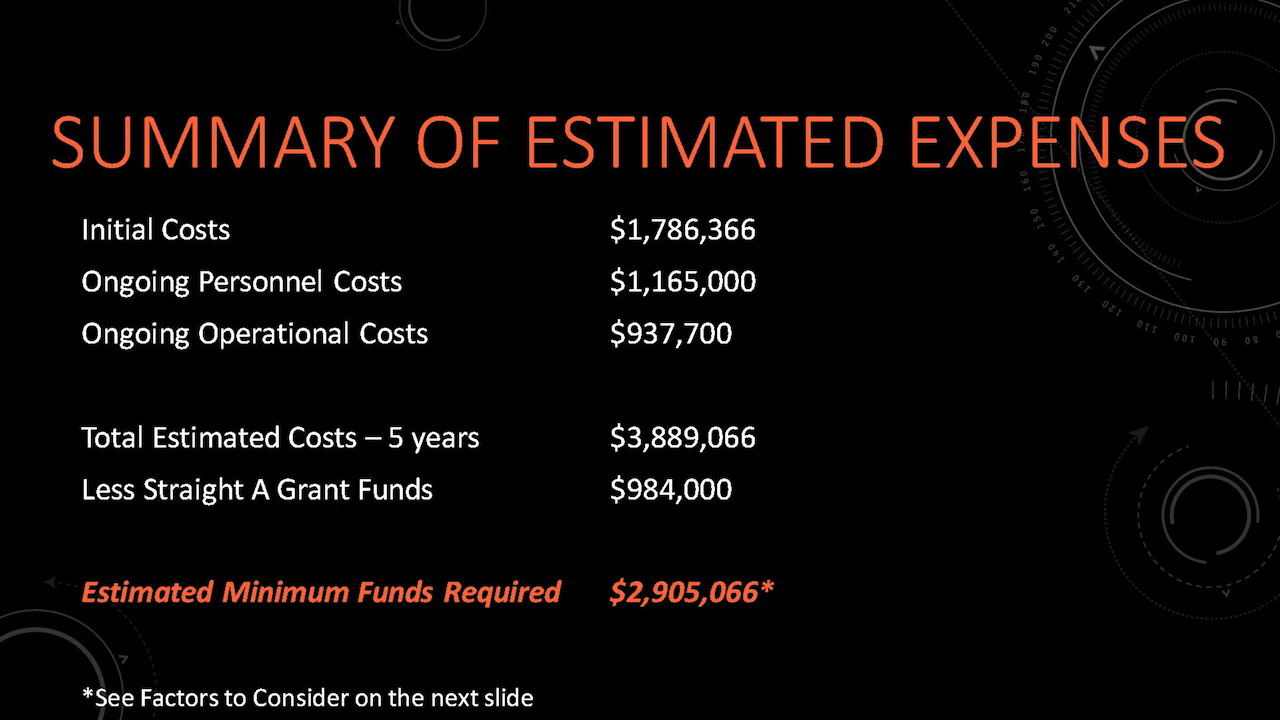 SUMMARY OF ESTIMATED EXPENSES
Initial Costs $1,786,366
Ongoing Personnel Costs $1,165,000
Ongoing Operational Costs $937,700
Total Estimated Costs – 5 years $3,889,066
Less Straight A Grant Funds $984,000
Estimated Minimum Funds Required $2,905,066*
*See Factors to Consider on the next slide